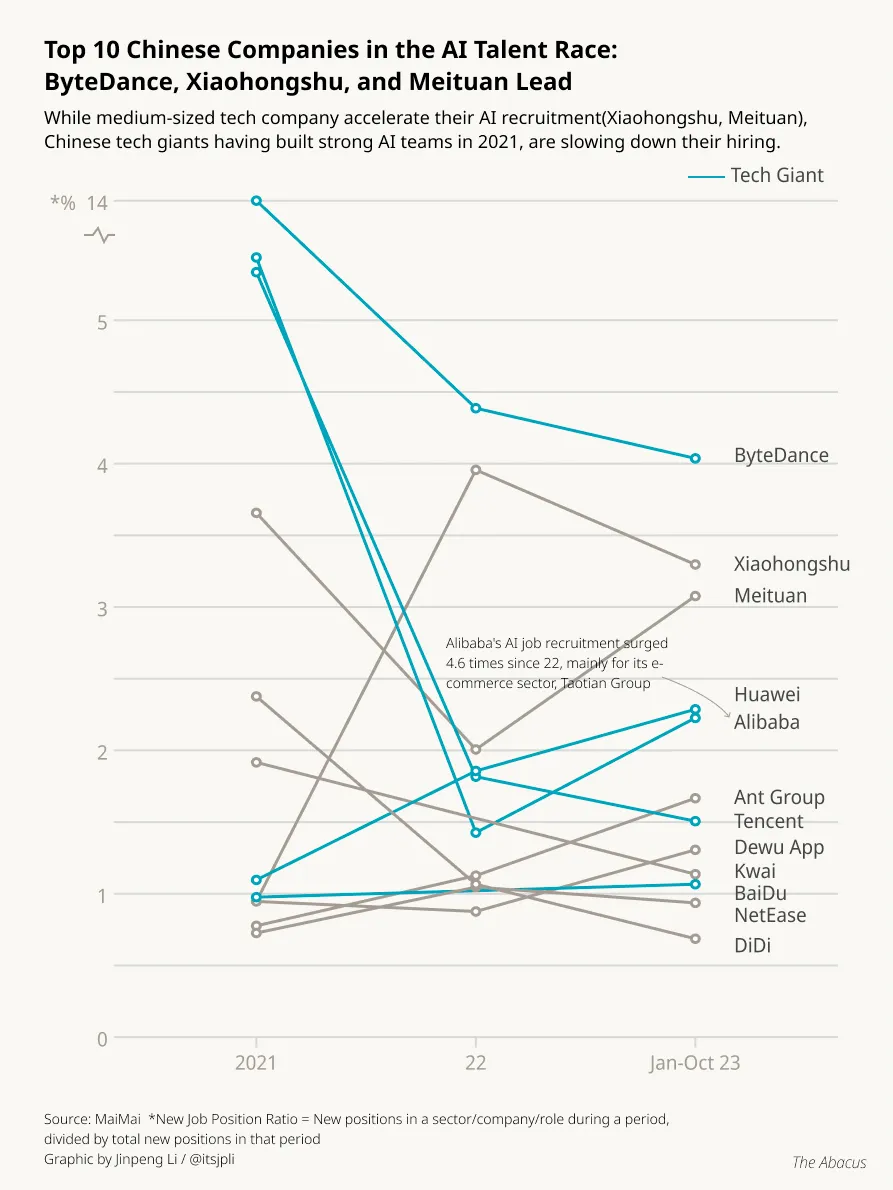 Top 10 Chinese Companies in the AI Talent Race:
ByteDance, Xiaohongshu, and Meituan Lead
While medium-sized tech company accelerate their AI recruitment(Xiaohongshu, Meituan),
Chinese tech giants having built strong AI teams in 2021, are slowing down their hiring.
Tech Giant
*% 14
5
4
3
2
1
0
ByteDance
Xiaohongshu
Meituan
Alibaba's AI job recruitment surged
4.6 times since 22, mainly for its e-
commerce sector, Taotian Group
Huawei
Alibaba
Ant Group
Tencent
Dewu App
Kwai
BaiDu
NetEase
DiDi
2021
22
Jan-Oct 23
Source: MaiMai *New Job Position Ratio = New positions in a sector/company/role during a period,
divided by total new positions in that period
Graphic by Jinpeng Li / @itsjpli
The Abacus